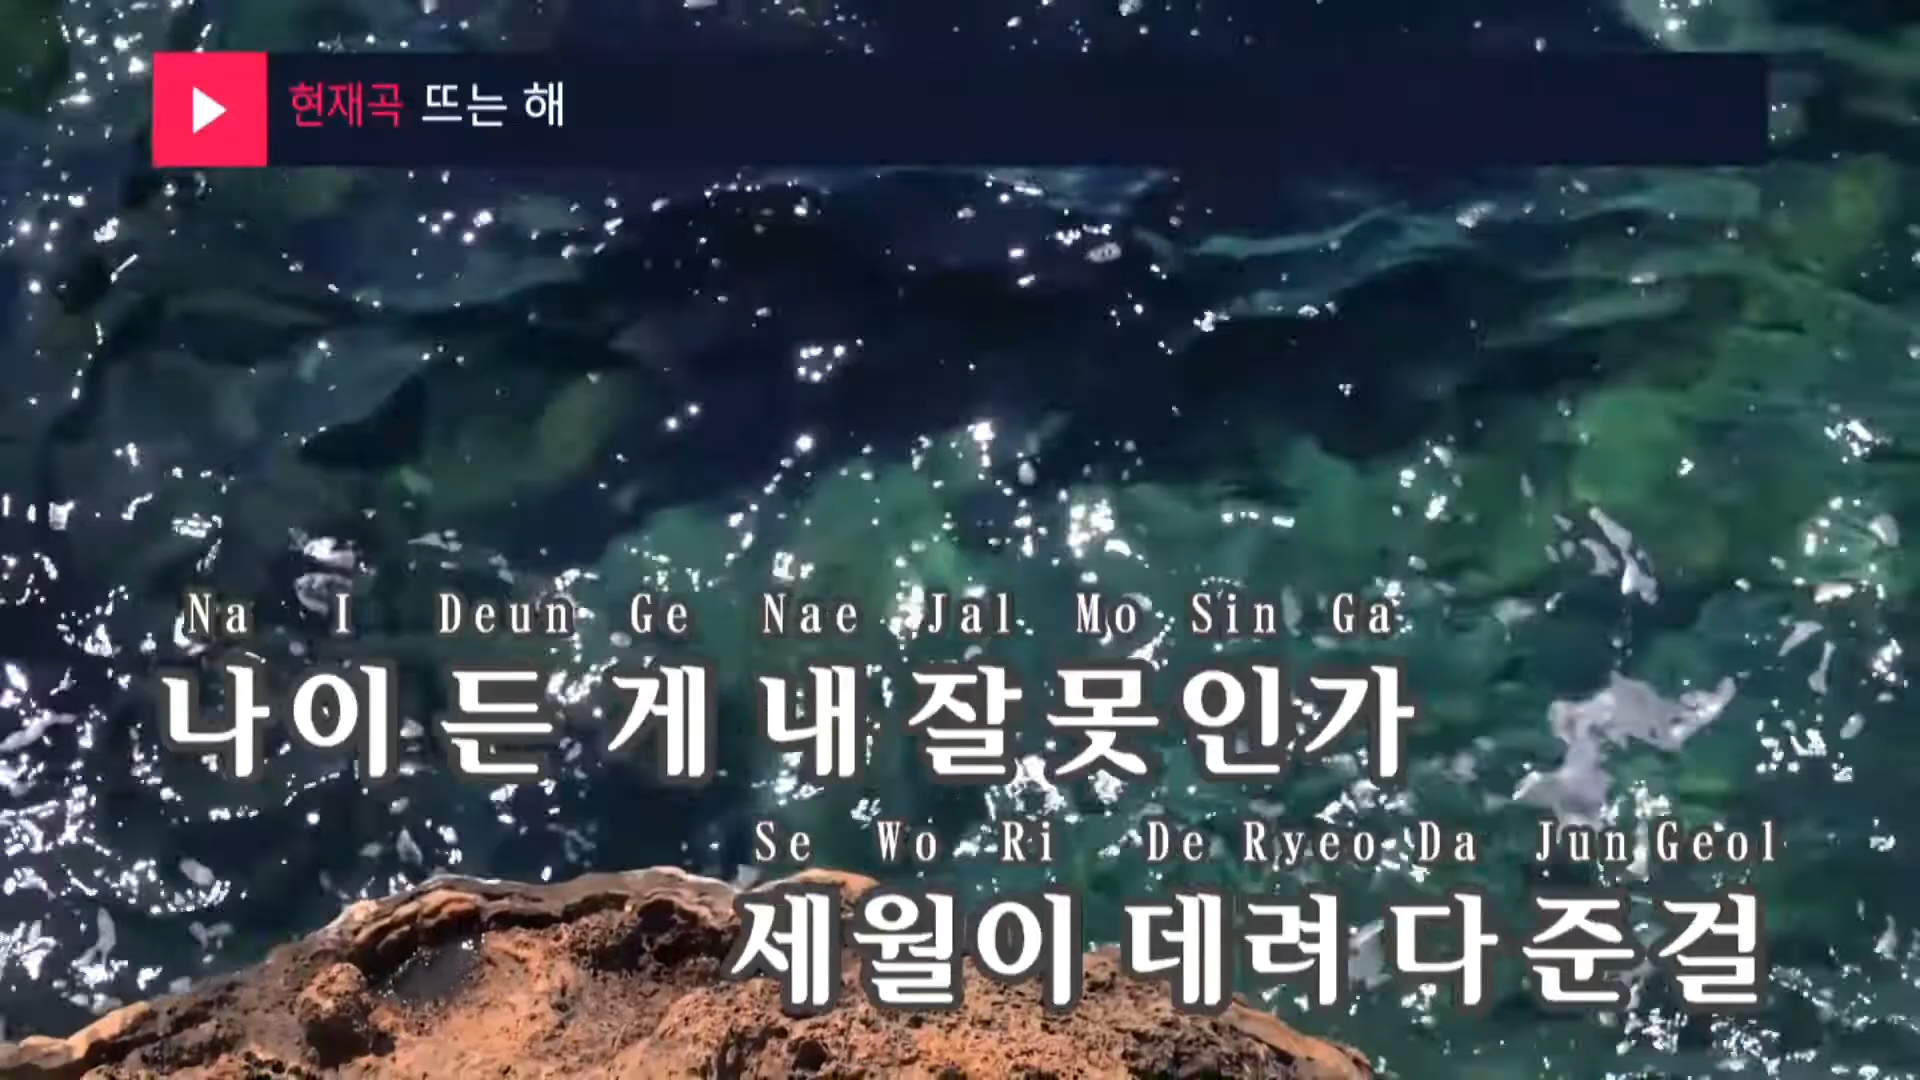 현재곡 뜨는 해
Na I Deun Ge Nae Jal Mo Sin Ga
나이 든 게 내 잘못인가
Se Wo Ri De Ryeo Da Jun Geol
세월이 데려다준걸